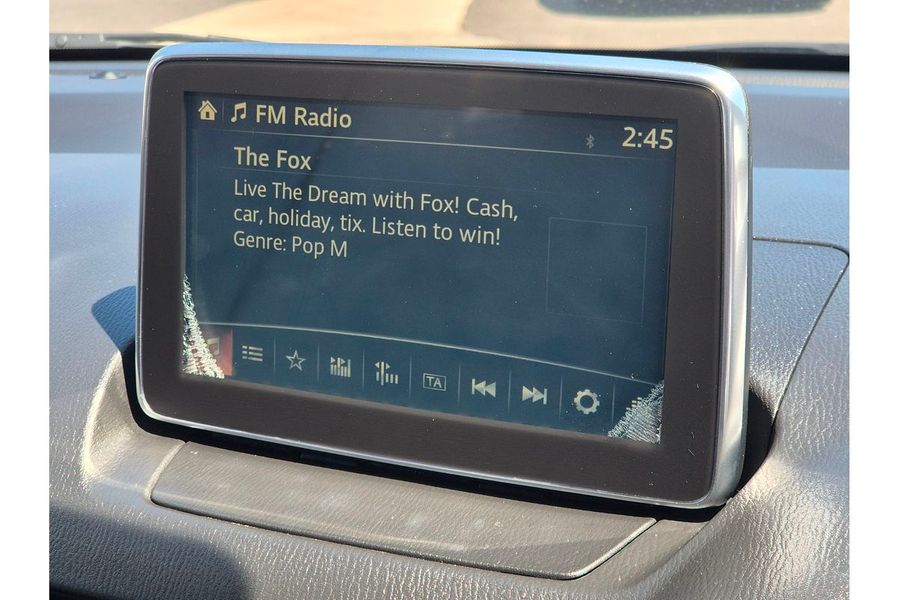 FM Radio
2:45
The Fox
Live The Dream with Fox! Cash,
car, holiday, tix. Listen to win!
Genre: Pop M
TA